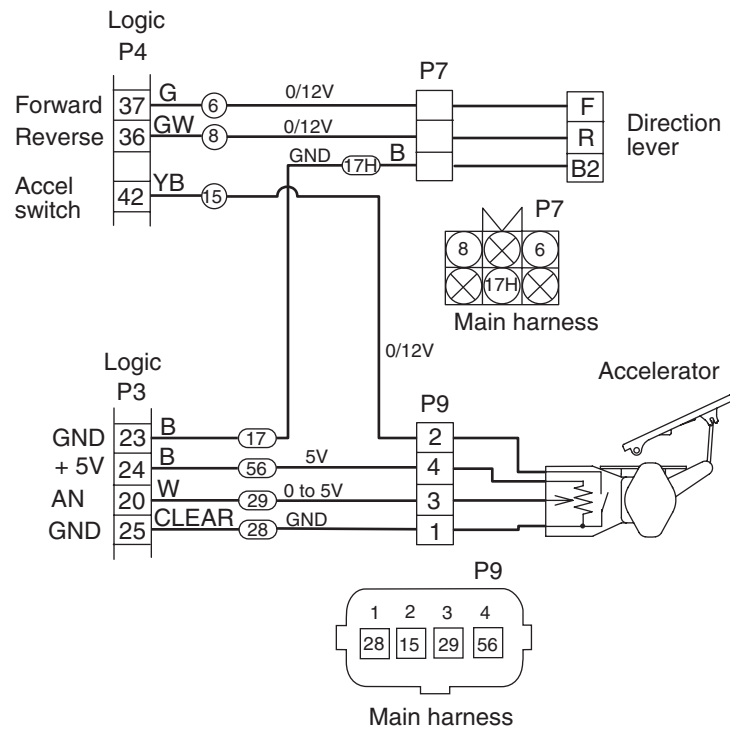 Logic
P4
P7
Forward 37 G 6 0/12V F
Reverse 36 GW 8 0/12V R
Direction
lever
GND 17H B B2
Accel
switch
42 YB 15
P7
8 6
17H
Main harness
0/12V
Logic
P3
Accelerator
P9
GND 23 B 17 2
+ 5V 24 B 56 5V 4
AN 20 W 29 0 to 5V 3
GND 25 CLEAR 28 GND 1
P9
1 2 3 4
28 15 29 56
Main harness